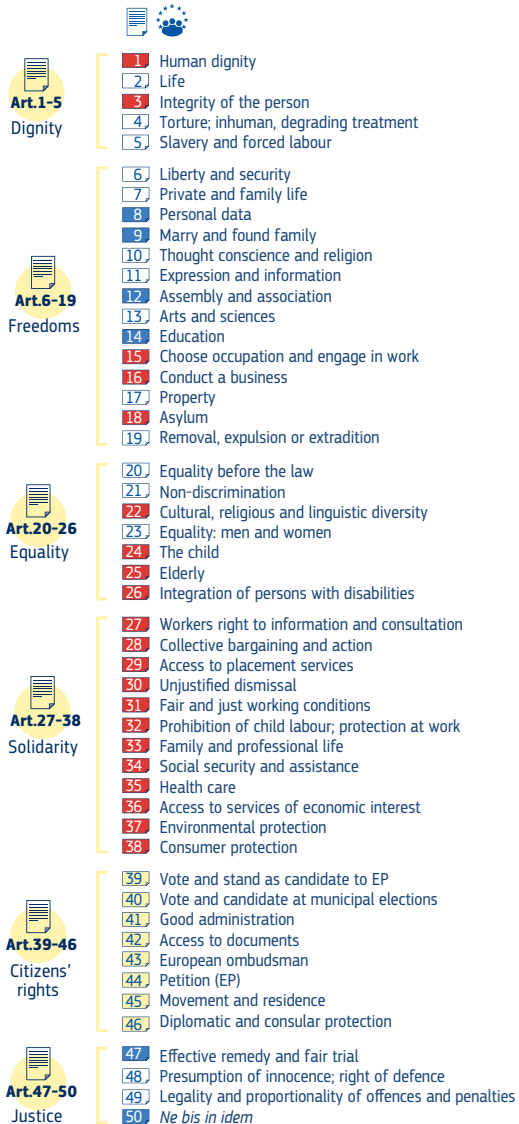 Art.1-5
Dignity
1 Human dignity
2 Life
3 Integrity of the person
4 Torture; inhuman, degrading treatment
5 Slavery and forced labour
Art.6-19
Freedoms
6 Liberty and security
7 Private and family life
8 Personal data
9 Marry and found family
10 Thought conscience and religion
11 Expression and information
12 Assembly and association
13 Arts and sciences
14 Education
15 Choose occupation and engage in work
16 Conduct a business
17 Property
18 Asylum
19 Removal, expulsion or extradition
Art.20-26
Equality
20 Equality before the law
21 Non-discrimination
22 Cultural, religious and linguistic diversity
23 Equality: men and women
24 The child
25 Elderly
26 Integration of persons with disabilities
Art.27-38
Solidarity
27 Workers right to information and consultation
28 Collective bargaining and action
29 Access to placement services
30 Unjustified dismissal
31 Fair and just working conditions
32 Prohibition of child labour; protection at work
33 Family and professional life
34 Social security and assistance
35 Health care
36 Access to services of economic interest
37 Environmental protection
38 Consumer protection
Art.39-46
Citizens'
rights
39 Vote and stand as candidate to EP
40 Vote and candidate at municipal elections
41 Good administration
42 Access to documents
43 European ombudsman
44 Petition (EP)
45 Movement and residence
46 Diplomatic and consular protection
Art.47-50
Justice
47 Effective remedy and fair trial
48 Presumption of innocence; right of defence
49 Legality and proportionality of offences and penalties
50 Ne bis in idem